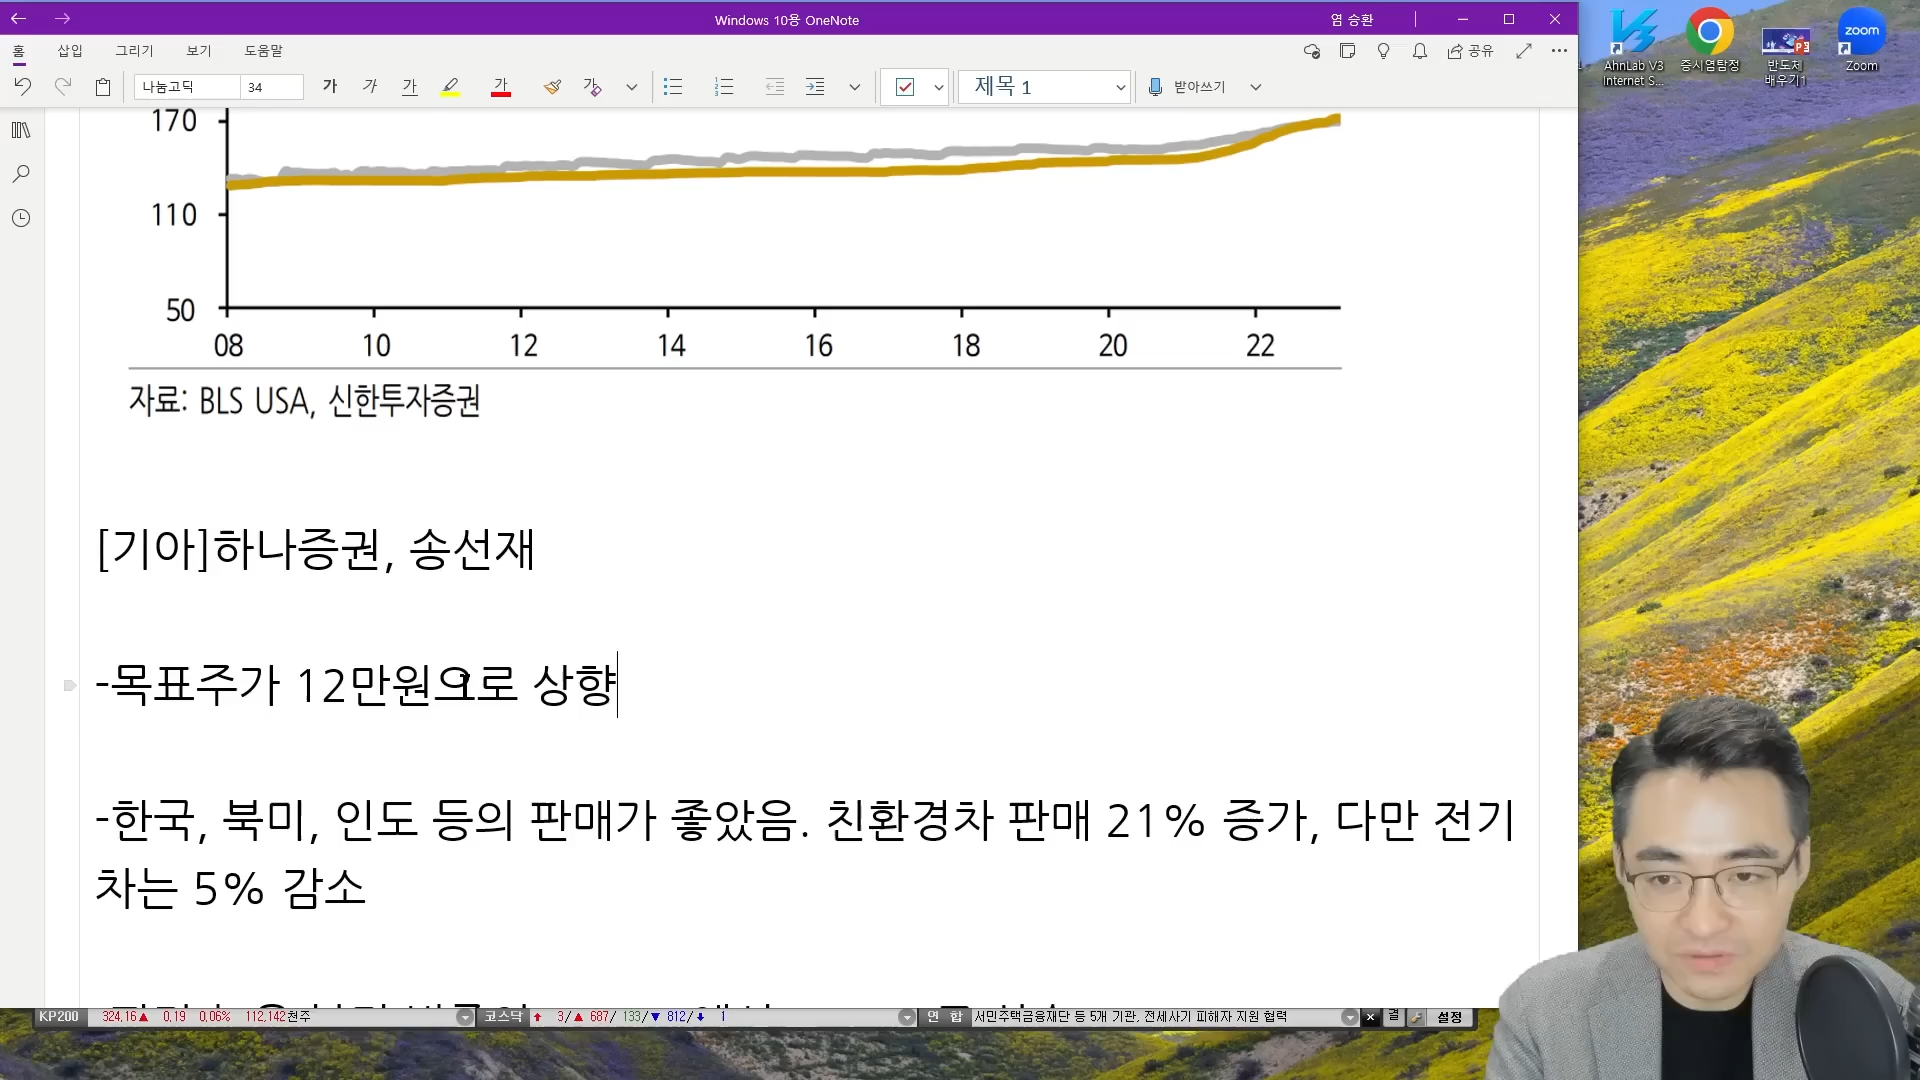 Windows 10용 OneNote
염 승환
홈 삽입 그리기 보기 도움말
공유
나눔고딕 34 가 가 가 가 가 제목 1 받아쓰기
170
110
50
08 10 12 14 16 18 20 22
자료: BLS USA, 신한투자증권
[기아]하나증권, 송선재
-목표주가 12만원으로 상향
-한국, 북미, 인도 등의 판매가 좋았음. 친환경차 판매 21% 증가, 다만 전기
차는 5% 감소
KP200 324.16▲ 0.19 0.06% 112,142천주 코스닥 3/▲ 687/ 133/▼ 812/ 1 연 합 서민주택금융재단 등 5개 기관, 전세사기 피해자 지원 협력 결 설정
AhnLab V3
Internet S...
증시염탐정
반도체
배우기1
zoom
Zoom